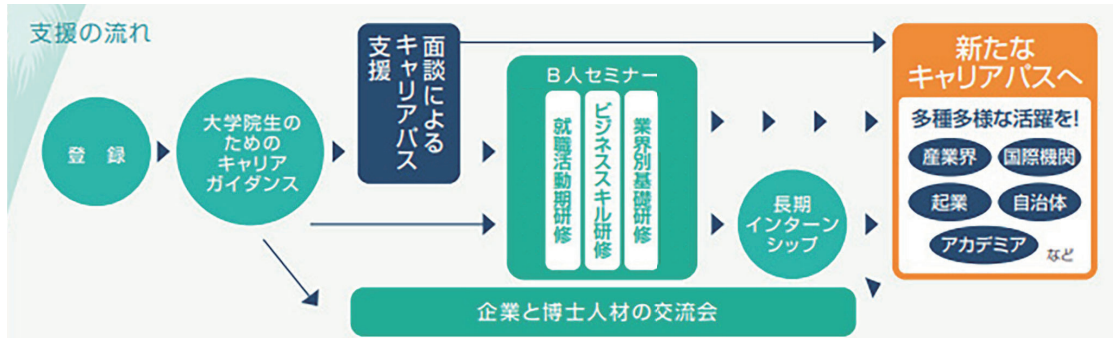 支援の流れ
登 録
大学院生の
ための
キャリア
ガイダンス
面談による
キャリアパス
支援
B人セミナー
就職活動期研修
ビジネススキル研修
業界別基礎研修
長期
インターン
シップ
企業と博士人材の交流会
新たな
キャリアパスへ
多種多様な活躍を!
産業界
国際機関
起業
自治体
アカデミア
など